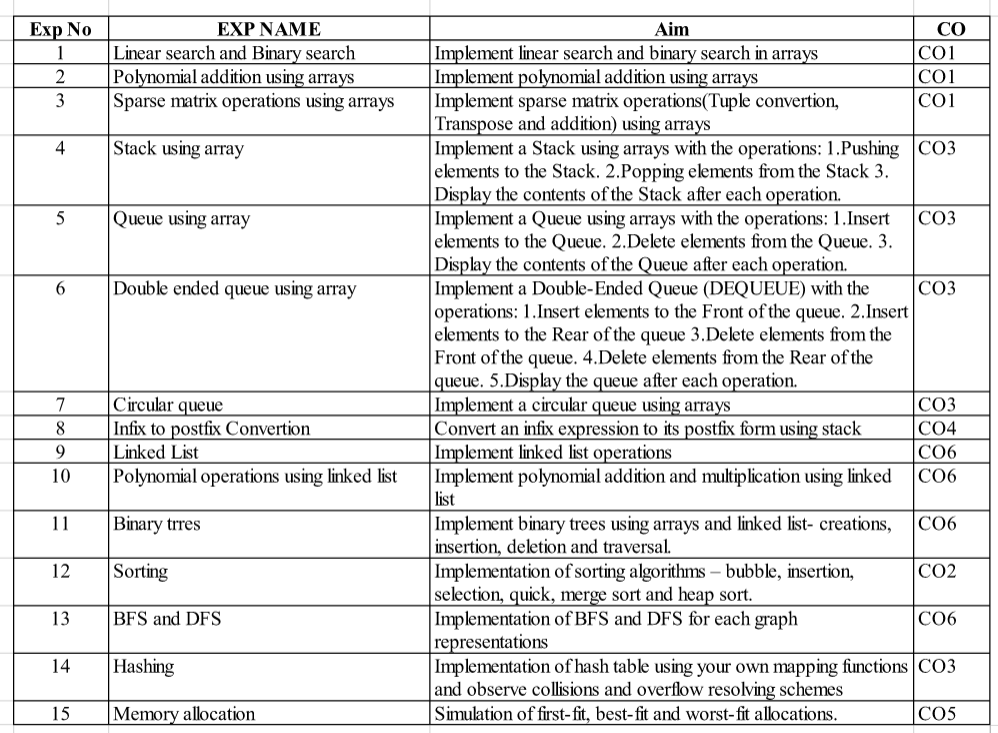 Exp No EXP NAME Aim CO
1 Linear search and Binary search Implement linear search and binary search in arrays CO1
2 Polynomial addition using arrays Implement polynomial addition using arrays CO1
3 Sparse matrix operations using arrays Implement sparse matrix operations(Tuple convertion, CO1
Transpose and addition) using arrays
4 Stack using array Implement a Stack using arrays with the operations: 1.Pushing CO3
elements to the Stack. 2.Popping elements from the Stack 3.
Display the contents of the Stack after each operation.
5 Queue using array Implement a Queue using arrays with the operations: 1.Insert CO3
elements to the Queue. 2.Delete elements from the Queue. 3.
Display the contents of the Queue after each operation.
6 Double ended queue using array Implement a Double-Ended Queue (DEQUEUE) with the CO3
operations: 1.Insert elements to the Front of the queue. 2.Insert
elements to the Rear of the queue 3.Delete elements from the
Front of the queue. 4.Delete elements from the Rear of the
queue. 5.Display the queue after each operation.
7 Circular queue Implement a circular queue using arrays CO3
8 Infix to postfix Convertion Convert an infix expression to its postfix form using stack CO4
9 Linked List Implement linked list operations CO6
10 Polynomial operations using linked list Implement polynomial addition and multiplication using linked CO6
list
11 Binary trres Implement binary trees using arrays and linked list- creations, CO6
insertion, deletion and traversal.
12 Sorting Implementation of sorting algorithms – bubble, insertion, CO2
selection, quick, merge sort and heap sort.
13 BFS and DFS Implementation of BFS and DFS for each graph CO6
representations
14 Hashing Implementation of hash table using your own mapping functions CO3
and observe collisions and overflow resolving schemes
15 Memory allocation Simulation of first-fit, best-fit and worst-fit allocations. CO5